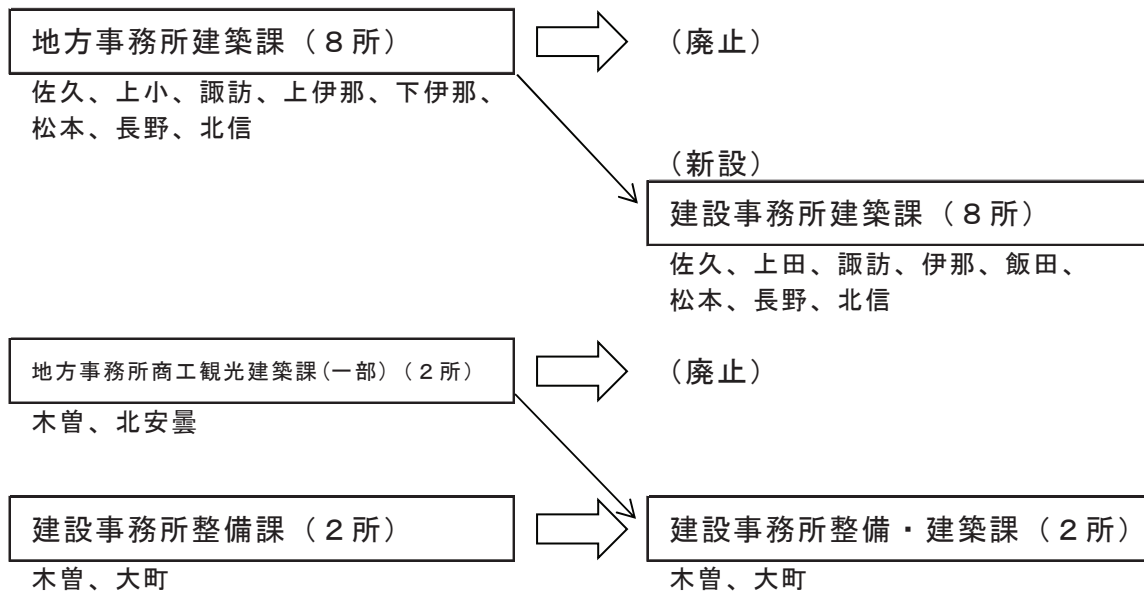 地方事務所建築課（８所）
（廃止）
佐久、上小、諏訪、上伊那、下伊那、
松本、長野、北信
（新設）
建設事務所建築課（８所）
佐久、上田、諏訪、伊那、飯田、
松本、長野、北信
地方事務所商工観光建築課(一部）（２所）
（廃止）
木曽、北安曇
建設事務所整備課（２所）
建設事務所整備・建築課（２所）
木曽、大町
木曽、大町